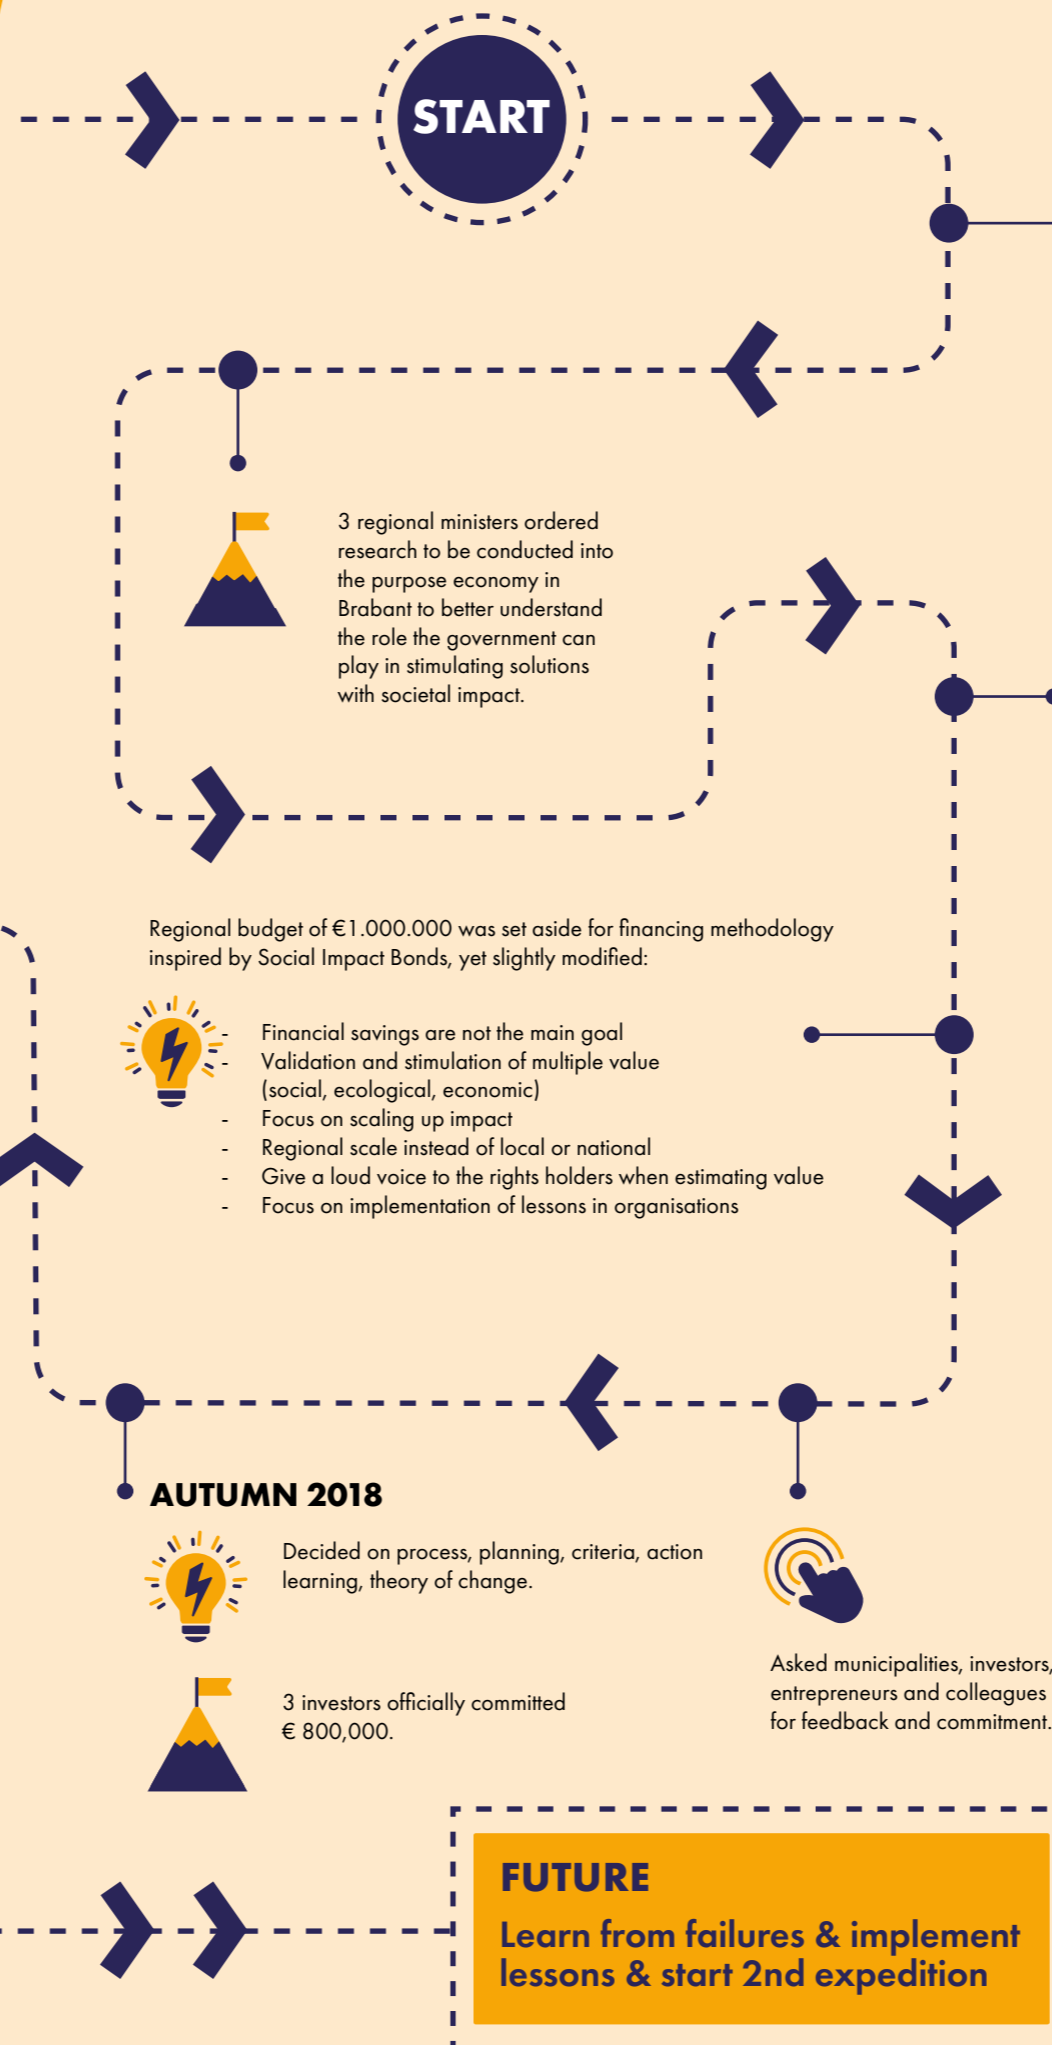 START
3 regional ministers ordered
research to be conducted into
the purpose economy in
Brabant to better understand
the role the government can
play in stimulating solutions
with societal impact.
Regional budget of €1.000.000 was set aside for financing methodology
inspired by Social Impact Bonds, yet slightly modified:
- Financial savings are not the main goal
- Validation and stimulation of multiple value
(social, ecological, economic)
- Focus on scaling up impact
- Regional scale instead of local or national
- Give a loud voice to the rights holders when estimating value
- Focus on implementation of lessons in organisations
AUTUMN 2018
Decided on process, planning, criteria, action
learning, theory of change.
3 investors officially committed
€ 800,000.
Asked municipalities, investors,
entrepreneurs and colleagues
for feedback and commitment.
FUTURE
Learn from failures & implement
lessons & start 2nd expedition